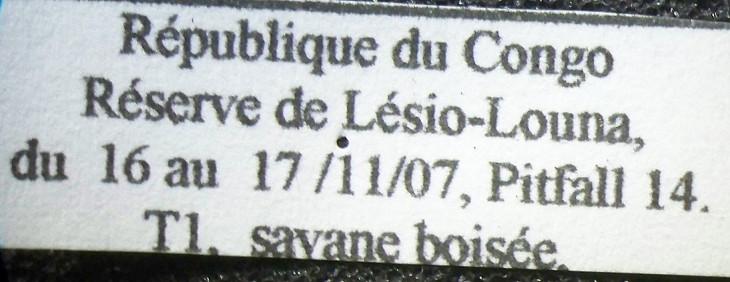 République du Congo
Réserve de Lésio-Louna,
du 16 au 17 /11/07, Pitfall 14.
T1, savane boisée.